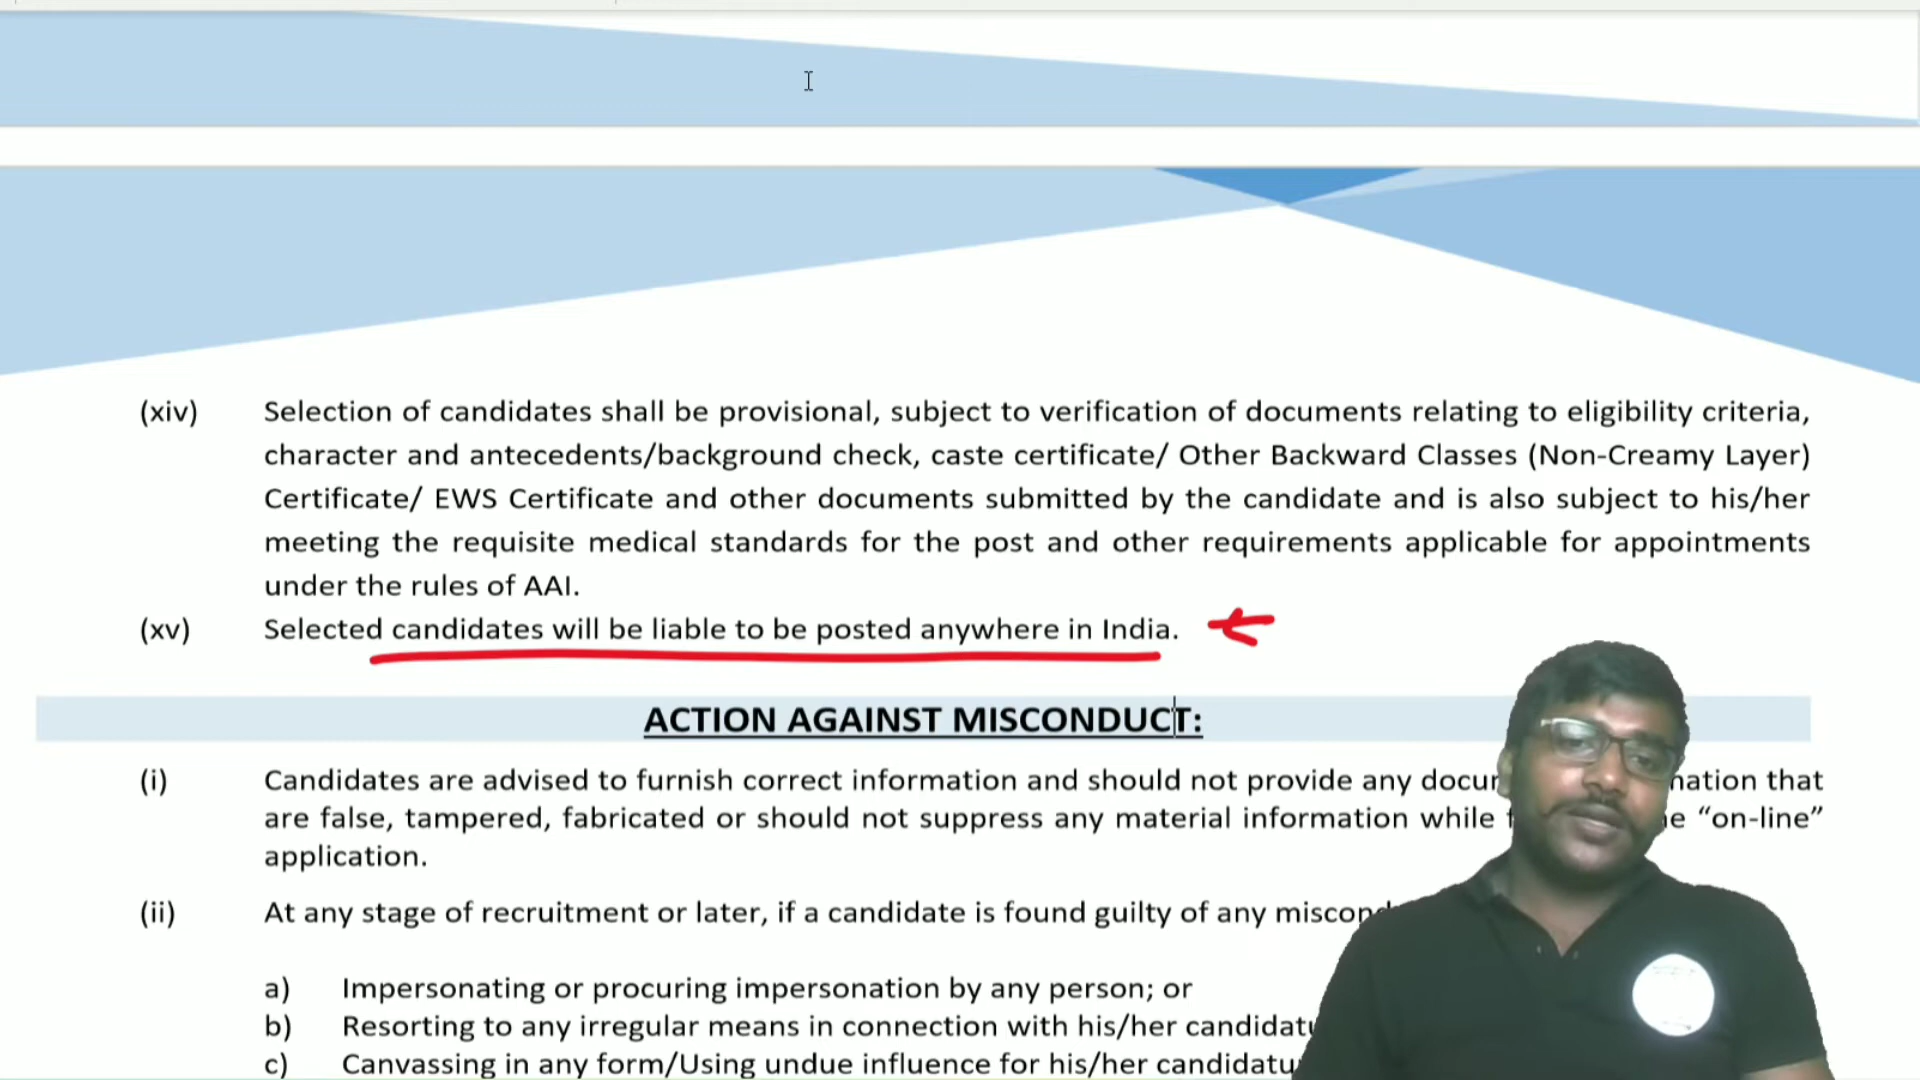 (xiv) Selection of candidates shall be provisional, subject to verification of documents relating to eligibility criteria,
character and antecedents/background check, caste certificate/ Other Backward Classes (Non-Creamy Layer)
Certificate/ EWS Certificate and other documents submitted by the candidate and is also subject to his/her
meeting the requisite medical standards for the post and other requirements applicable for appointments
under the rules of AAI.
(xv) Selected candidates will be liable to be posted anywhere in India.
ACTION AGAINST MISCONDUCT:
(i) Candidates are advised to furnish correct information and should not provide any
that
are false, tampered, fabricated or should not suppress any material information while
“on-line”
application.
(ii) At any stage of recruitment or later, if a candidate is found guilty of any
a) Impersonating or procuring impersonation by any person; or
b) Resorting to any irregular means in connection with his/her
c) Canvassing in any form/Using undue influence for his/her